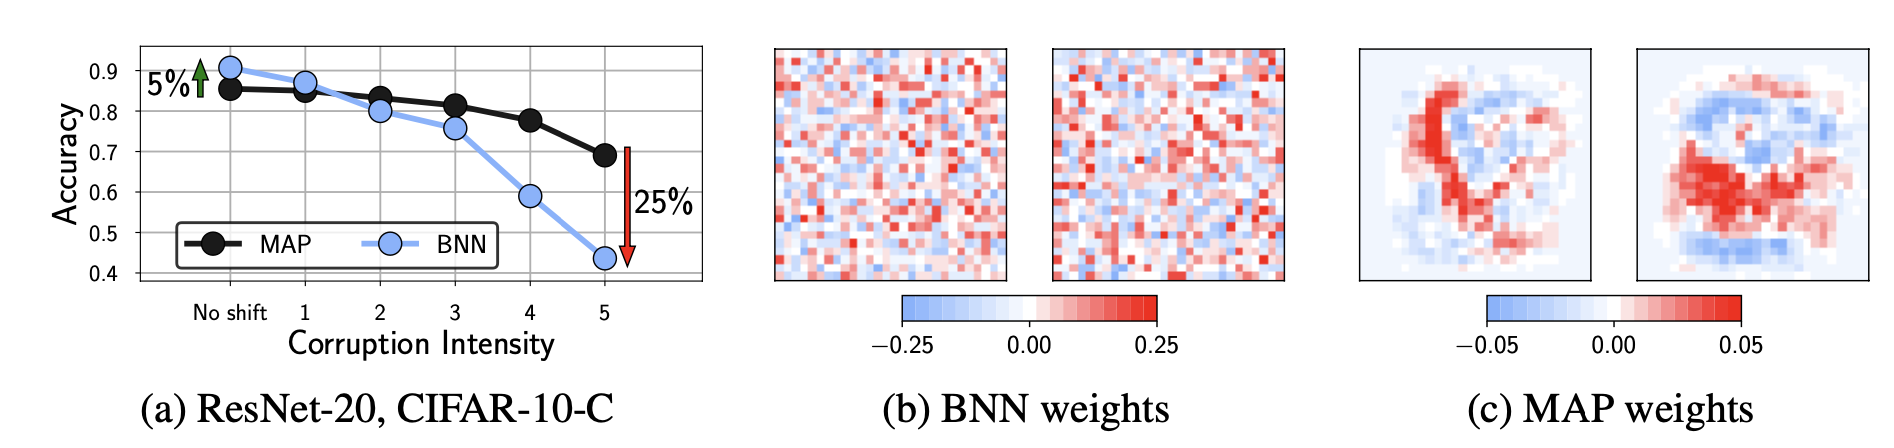 0.9
0.8
0.7
0.6
0.5
0.4
Accuracy
5%
25%
MAP
BNN
No shift 1 2 3 4 5
Corruption Intensity
(a) ResNet-20, CIFAR-10-C
−0.25 0.00 0.25
(b) BNN weights
−0.05 0.00 0.05
(c) MAP weights